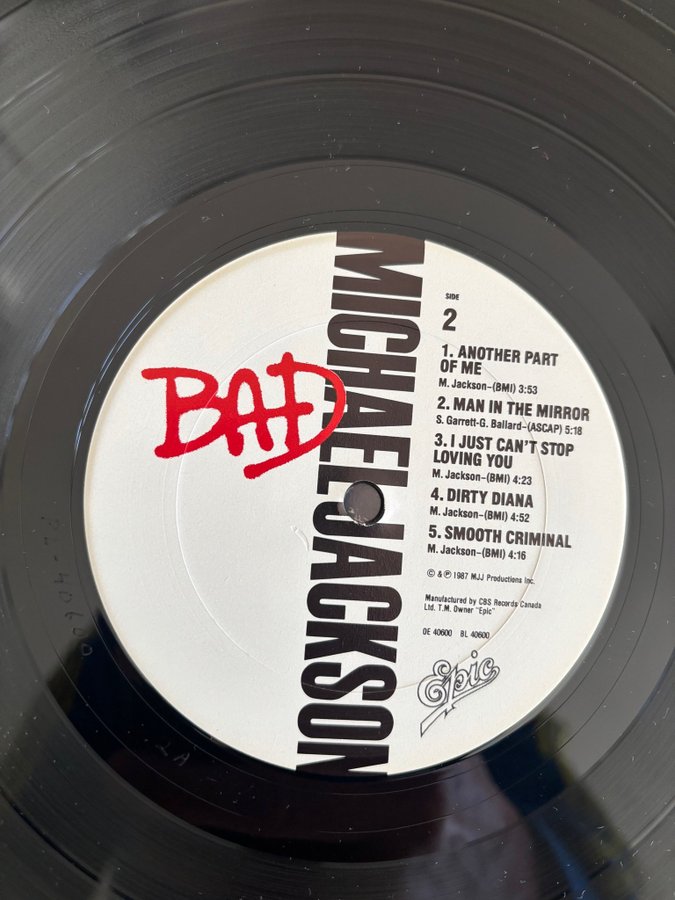 BAD
MICHAEL JACKSON
SIDE
2
1. ANOTHER PART
OF ME
M. Jackson–(BMI) 3:53
2. MAN IN THE MIRROR
S. Garrett-G. Ballard–(ASCAP) 5:18
3. I JUST CAN'T STOP
LOVING YOU
M. Jackson–(BMI) 4:23
4. DIRTY DIANA
M. Jackson–(BMI) 4:52
5. SMOOTH CRIMINAL
M. Jackson–(BMI) 4:16
© & ℗ 1987 MJJ Productions Inc.
Manufactured by CBS Records Canada
Ltd. T.M. Owner "Epic"
OE 40600 BL 40600
Epic